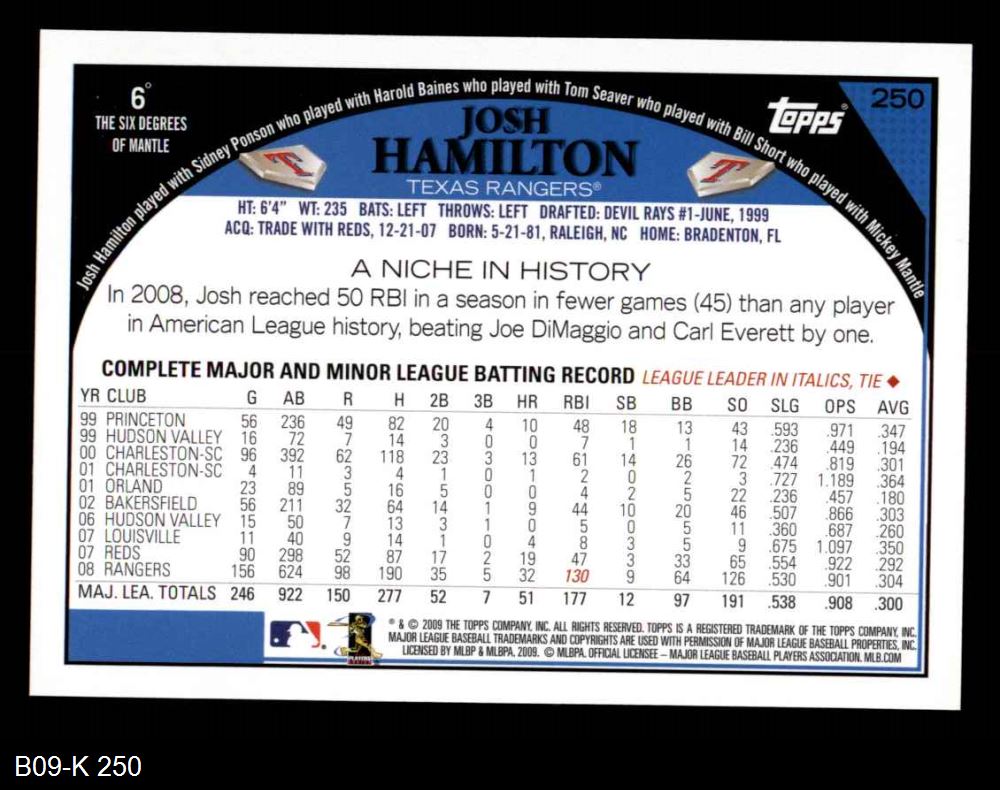 6°
THE SIX DEGREES
OF MANTLE
Josh Hamilton played with Sidney Ponson who played with Harold Baines who played with Tom Seaver who played with Bill Short who played with Mickey Mantle
TOPPS®
250
JOSH
HAMILTON
TEXAS RANGERS®
HT: 6'4" WT: 235 BATS: LEFT THROWS: LEFT DRAFTED: DEVIL RAYS #1-JUNE, 1999
ACQ: TRADE WITH REDS, 12-21-07 BORN: 5-21-81, RALEIGH, NC HOME: BRADENTON, FL
A NICHE IN HISTORY
In 2008, Josh reached 50 RBI in a season in fewer games (45) than any player
in American League history, beating Joe DiMaggio and Carl Everett by one.
COMPLETE MAJOR AND MINOR LEAGUE BATTING RECORD LEAGUE LEADER IN ITALICS, TIE ◆
YR CLUB G AB R H 2B 3B HR RBI SB BB SO SLG OPS AVG
99 PRINCETON 56 236 49 82 20 4 10 48 18 13 43 .593 .971 .347
99 HUDSON VALLEY 16 72 7 14 3 0 0 7 1 1 14 .236 .449 .194
00 CHARLESTON-SC 96 392 62 118 23 3 13 61 14 26 72 .474 .819 .301
01 CHARLESTON-SC 4 11 3 4 1 0 1 2 0 2 3 .727 1.189 .364
01 ORLAND 23 89 5 16 5 0 0 4 2 5 22 .236 .457 .180
02 BAKERSFIELD 56 211 32 64 14 1 9 44 10 20 46 .507 .866 .303
06 HUDSON VALLEY 15 50 7 13 3 1 0 5 0 5 11 .360 .687 .260
07 LOUISVILLE 11 40 9 14 1 0 4 8 3 5 9 .675 1.097 .350
07 REDS 90 298 52 87 17 2 19 47 3 33 65 .554 .922 .292
08 RANGERS 156 624 98 190 35 5 32 130 9 64 126 .530 .901 .304
MAJ. LEA. TOTALS 246 922 150 277 52 7 51 177 12 97 191 .538 .908 .300
® & © 2009 THE TOPPS COMPANY, INC. ALL RIGHTS RESERVED. TOPPS IS A REGISTERED TRADEMARK OF THE TOPPS COMPANY, INC.
MAJOR LEAGUE BASEBALL TRADEMARKS AND COPYRIGHTS ARE USED WITH PERMISSION OF MAJOR LEAGUE BASEBALL PROPERTIES, INC.
LICENSED BY MLBP & MLBPA, 2009. © MLBPA. OFFICIAL LICENSEE – MAJOR LEAGUE BASEBALL PLAYERS ASSOCIATION. MLB.COM
B09-K 250